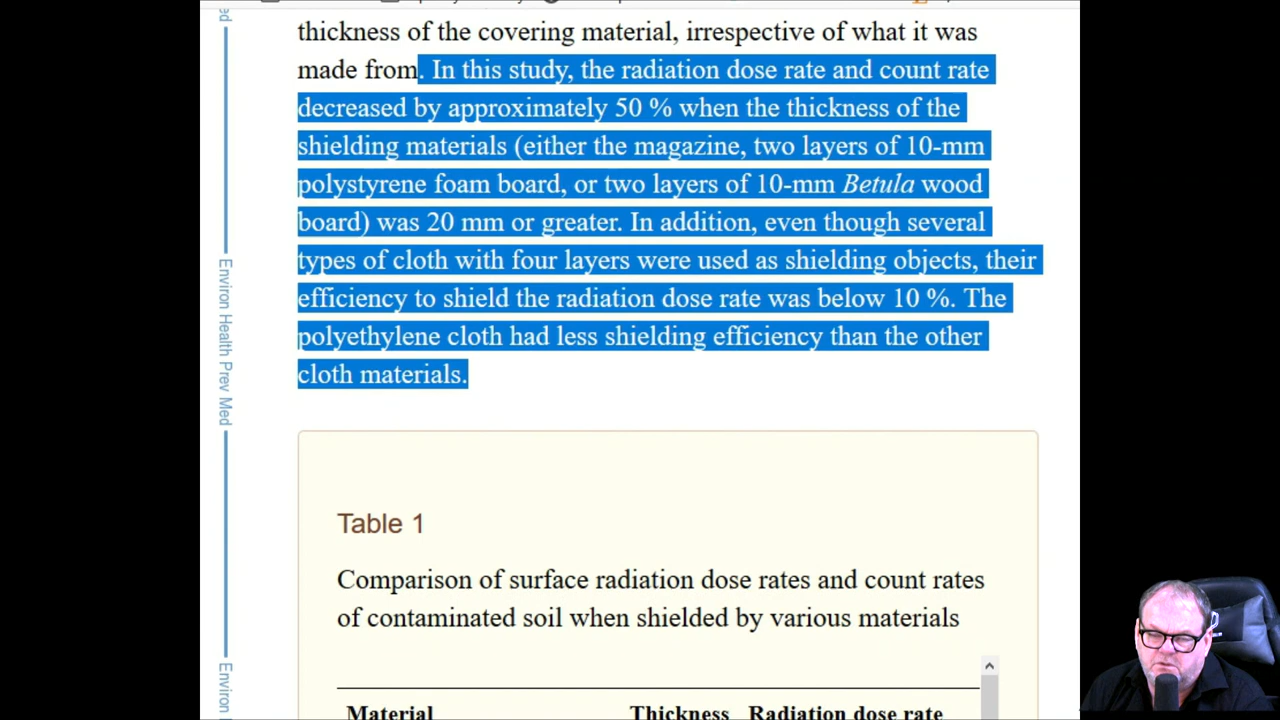 thickness of the covering material, irrespective of what it was
made from. In this study, the radiation dose rate and count rate
decreased by approximately 50 % when the thickness of the
shielding materials (either the magazine, two layers of 10-mm
polystyrene foam board, or two layers of 10-mm Betula wood
board) was 20 mm or greater. In addition, even though several
types of cloth with four layers were used as shielding objects, their
efficiency to shield the radiation dose rate was below 10 %. The
polyethylene cloth had less shielding efficiency than the other
cloth materials.
Environ Health Prev Med
Table 1
Comparison of surface radiation dose rates and count rates
of contaminated soil when shielded by various materials
Environ
Material Thickness Radiation dose rate